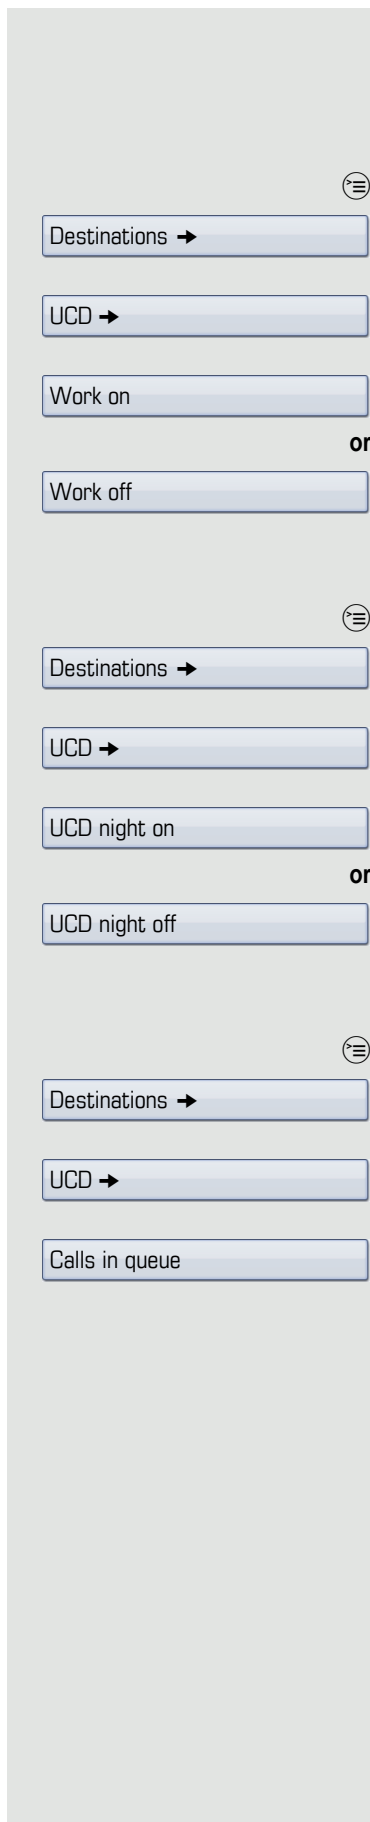 Destinations →
UCD →
Work on
or
Work off
Destinations →
UCD →
UCD night on
or
UCD night off
Destinations →
UCD →
Calls in queue